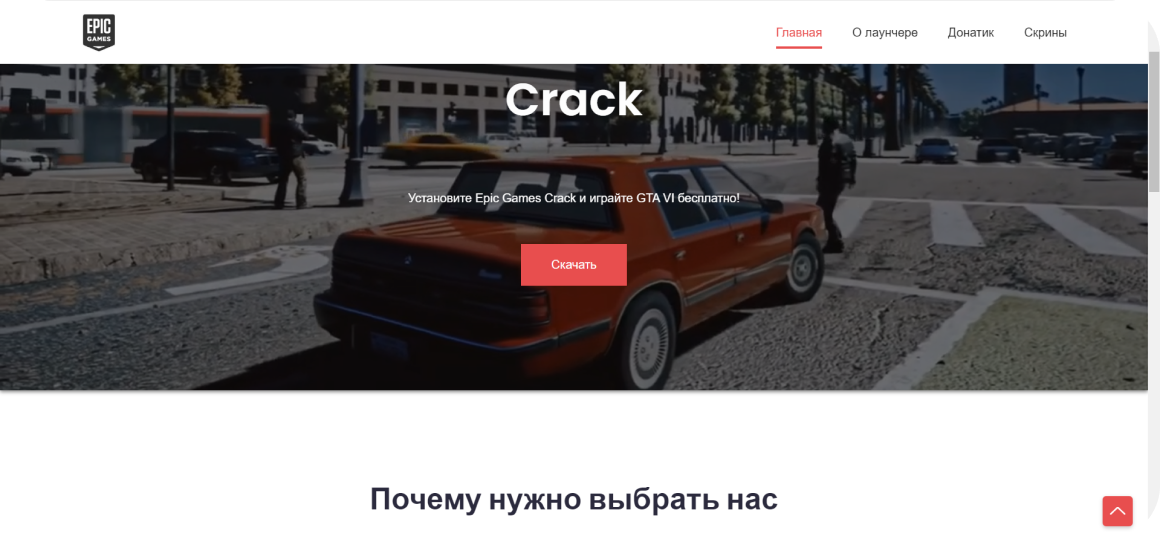 EPIC
GAMES
Главная О лаунчере Донатик Скрины
Crack
Установите Epic Games Crack и играйте GTA VI бесплатно!
Скачать
Почему нужно выбрать нас